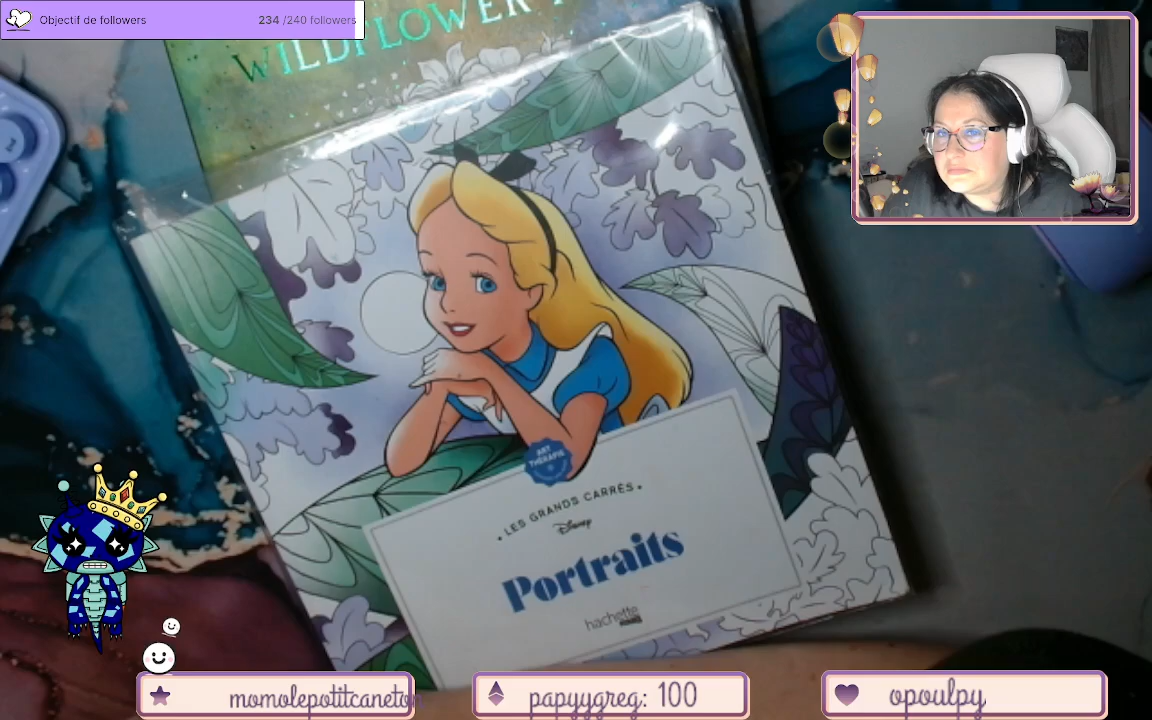 Objectif de followers
234 /240 followers
WILDFLOWER
ART
THÉRAPIE
• LES GRANDS CARRÉS •
Disney
Portraits
hachette
HEROES
momolepotitcaneton
papyygreg: 100
opoulpy